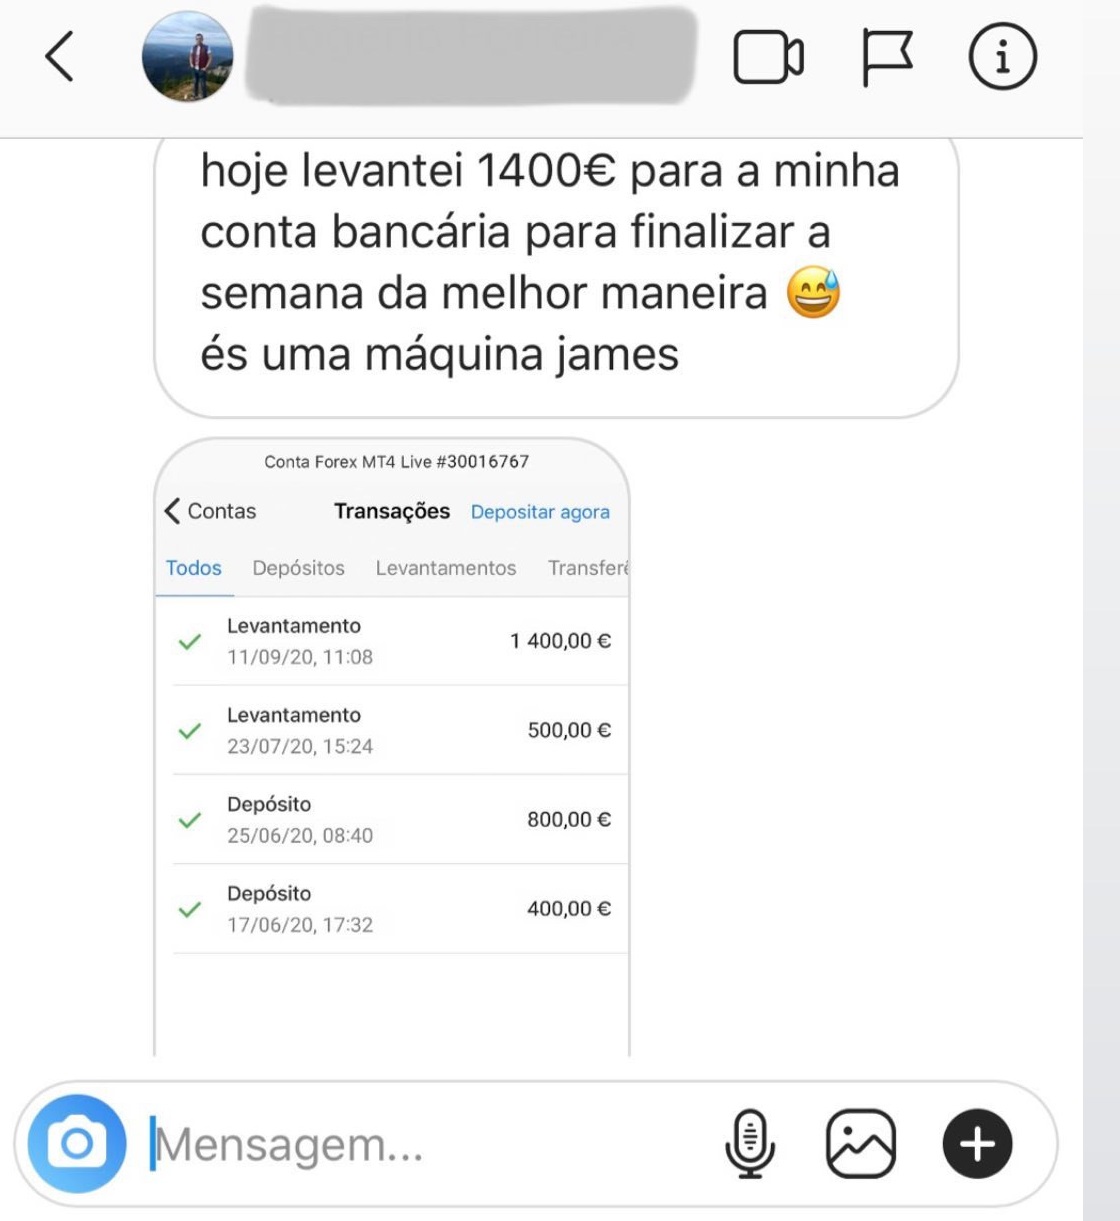 hoje levantei 1400€ para a minha
conta bancária para finalizar a
semana da melhor maneira 😅
és uma máquina james
Conta Forex MT4 Live #30016767
Contas Transações Depositar agora
Todos Depósitos Levantamentos Transferê
Levantamento
1 400,00 €
11/09/20, 11:08
Levantamento
500,00 €
23/07/20, 15:24
Depósito
800,00 €
25/06/20, 08:40
Depósito
400,00 €
17/06/20, 17:32
Mensagem...